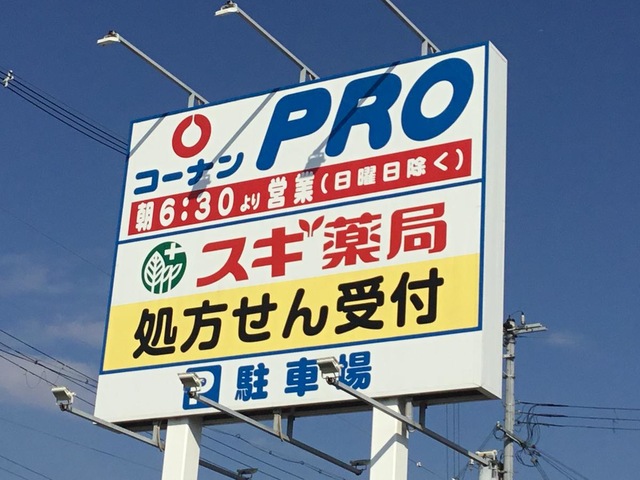 コーナン PRO
朝6:30より営業(日曜日除く)
スギ薬局
処方せん受付
P 駐車場